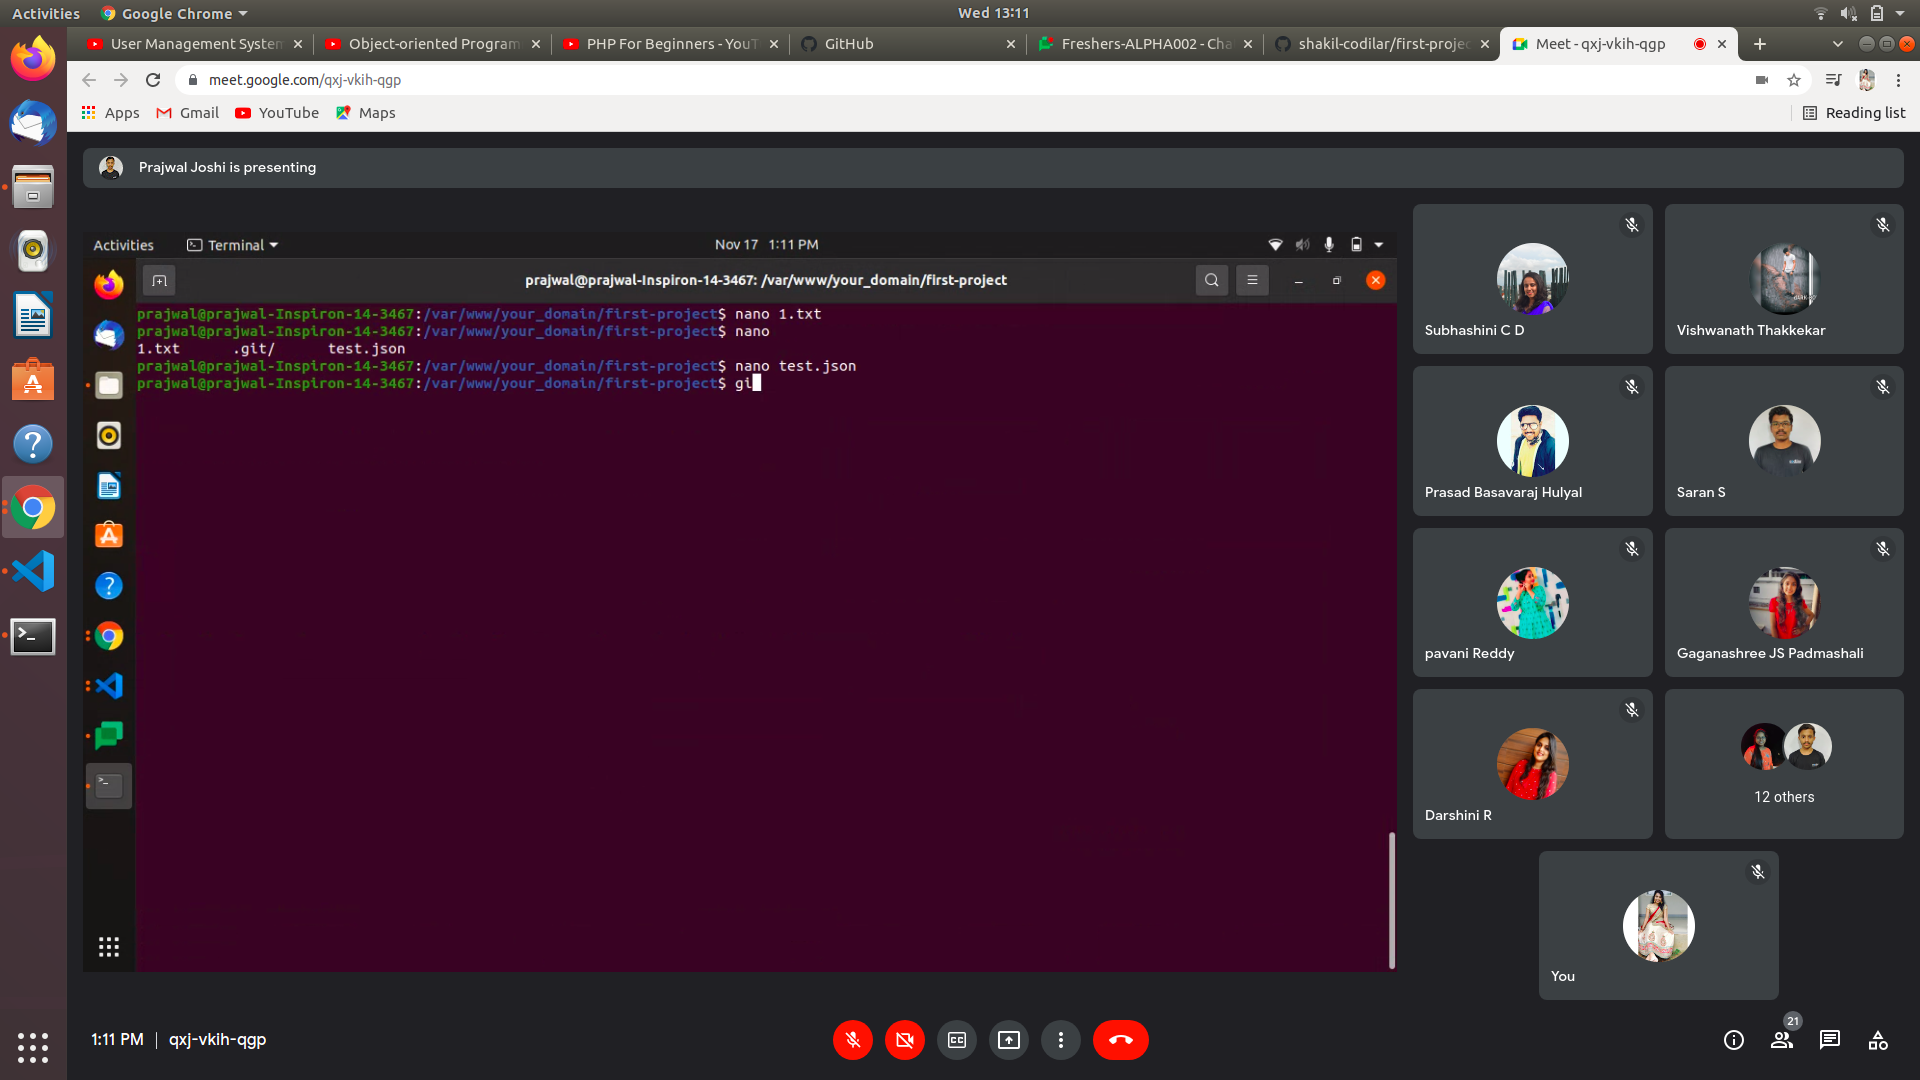 Activities Google Chrome Wed 13:11
User Management System Object-oriented Program PHP For Beginners - YouT GitHub Freshers-ALPHA002 - Cha shakil-codilar/first-projec Meet - qxj-vkih-qgp
meet.google.com/qxj-vkih-qgp
Apps Gmail YouTube Maps Reading list
Prajwal Joshi is presenting
Activities Terminal Nov 17 1:11 PM
prajwal@prajwal-Inspiron-14-3467: /var/www/your_domain/first-project
prajwal@prajwal-Inspiron-14-3467:/var/www/your_domain/first-project$ nano 1.txt
prajwal@prajwal-Inspiron-14-3467:/var/www/your_domain/first-project$ nano
1.txt .git/ test.json
prajwal@prajwal-Inspiron-14-3467:/var/www/your_domain/first-project$ nano test.json
prajwal@prajwal-Inspiron-14-3467:/var/www/your_domain/first-project$ gi
Subhashini C D
Vishwanath Thakkekar
Prasad Basavaraj Hulyal
Saran S
pavani Reddy
Gaganashree JS Padmashali
Darshini R
12 others
You
1:11 PM | qxj-vkih-qgp
21